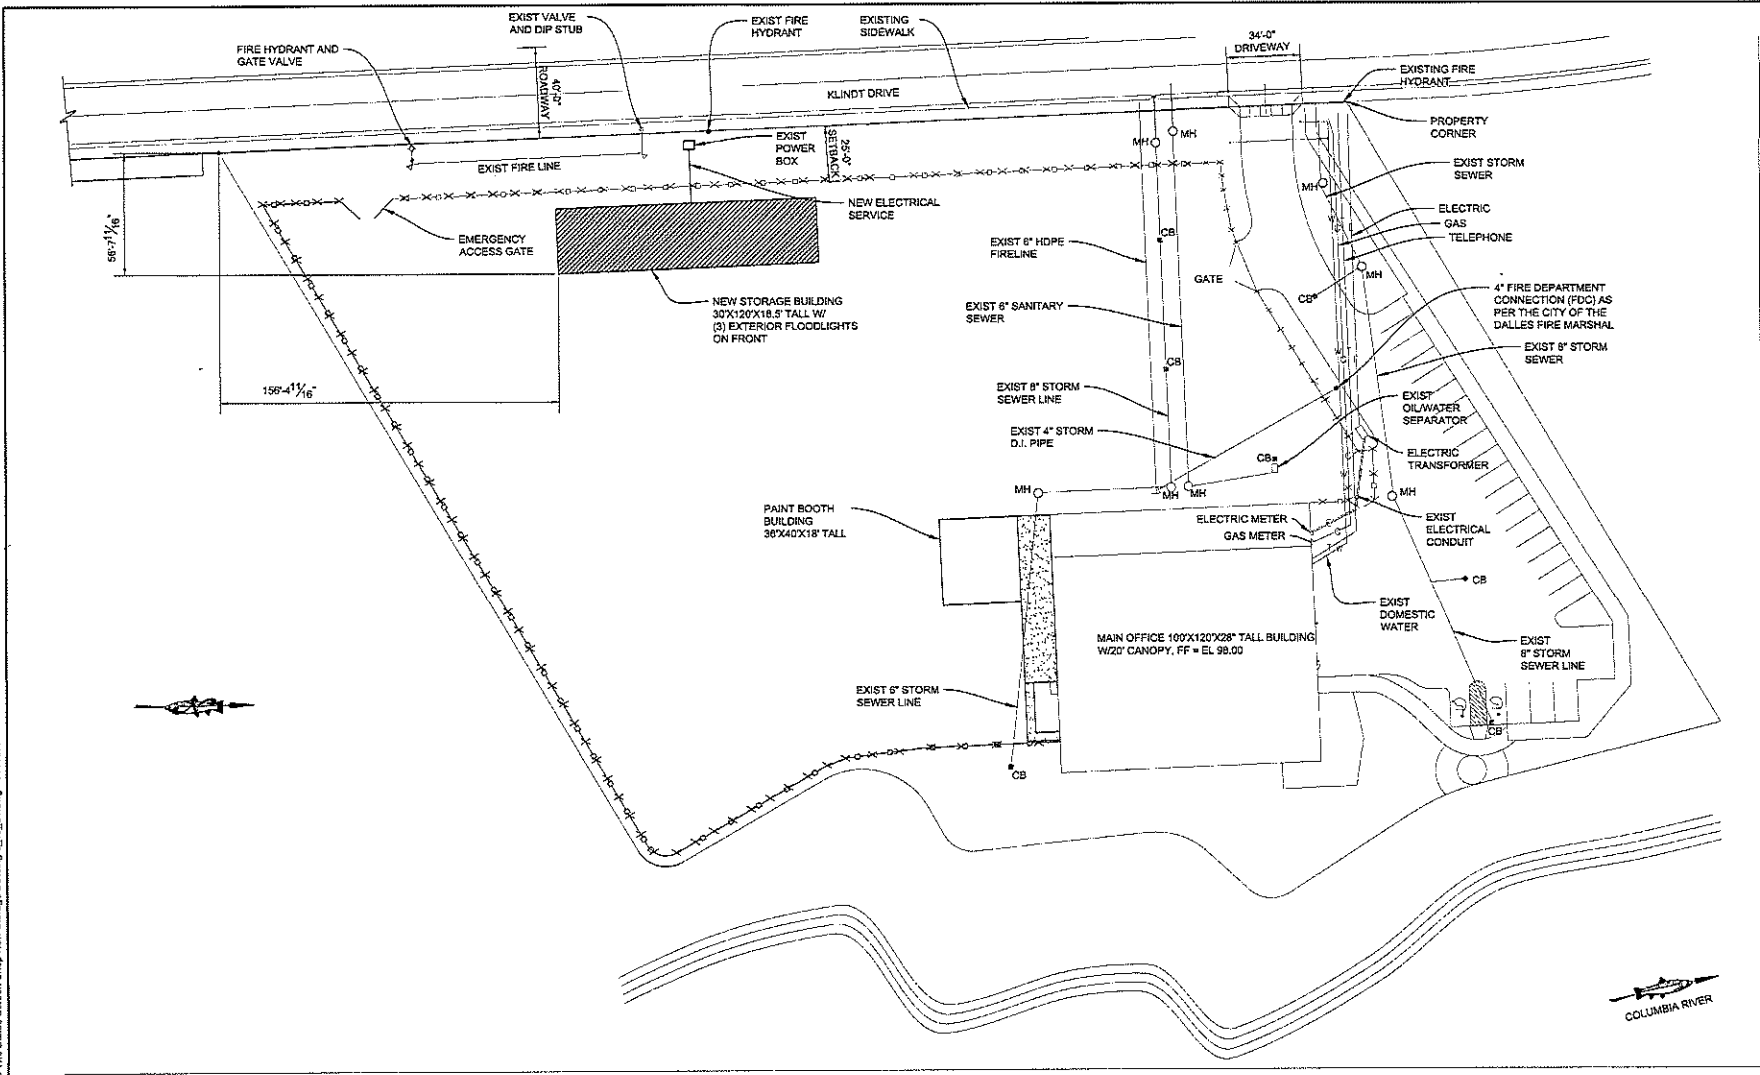 EXIST VALVE
AND DIP STUB
EXIST FIRE
HYDRANT
EXISTING
SIDEWALK
34'-0"
DRIVEWAY
FIRE HYDRANT AND
GATE VALVE
40'-0"
ROADWAY
KLINDT DRIVE
EXISTING FIRE
HYDRANT
PROPERTY
CORNER
EXIST
POWER
BOX
25'-0"
SETBACK
MH
MH
EXIST FIRE LINE
EXIST STORM
SEWER
MH
NEW ELECTRICAL
SERVICE
ELECTRIC
GAS
TELEPHONE
56'-7 11/16"
EMERGENCY
ACCESS GATE
CB
EXIST 6" HDPE
FIRELINE
GATE
MH
CB
NEW STORAGE BUILDING
30'X120'X18.5' TALL W/
(3) EXTERIOR FLOODLIGHTS
ON FRONT
EXIST 6" SANITARY
SEWER
4" FIRE DEPARTMENT
CONNECTION (FDC) AS
PER THE CITY OF THE
DALLES FIRE MARSHAL
EXIST 8" STORM
SEWER
CB
156'-4 11/16"
EXIST 8" STORM
SEWER LINE
EXIST
OIL/WATER
SEPARATOR
EXIST 4" STORM
D.I. PIPE
CB
ELECTRIC
TRANSFORMER
MH
MH
MH
MH
PAINT BOOTH
BUILDING
36'X40'X18' TALL
ELECTRIC METER
GAS METER
EXIST
ELECTRICAL
CONDUIT
CB
EXIST
DOMESTIC
WATER
MAIN OFFICE 100'X120'X28" TALL BUILDING
W/20' CANOPY, FF = EL 98.00
EXIST
8" STORM
SEWER LINE
EXIST 6" STORM
SEWER LINE
CB
CB
COLUMBIA RIVER